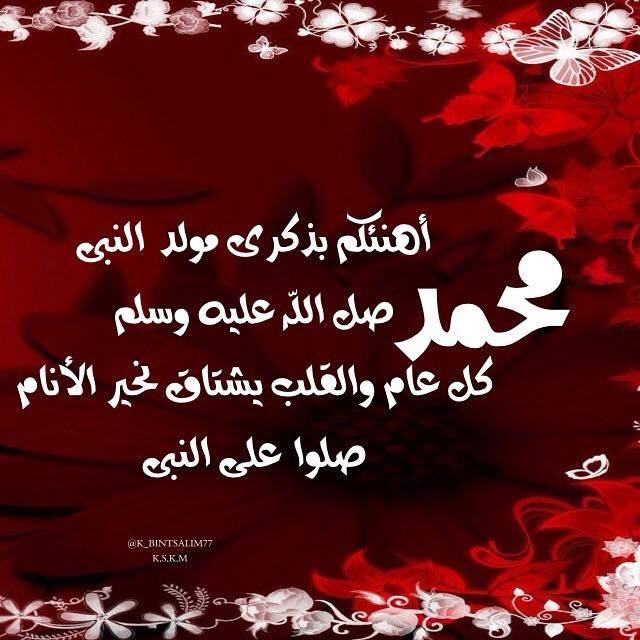 أهنئكم بذكرى مولد النبى
محمد صل الله عليه وسلم
كل عام والقلب يشتاق لخير الأنام
صلوا على النبى
@K_BINTSALIM77
K.S.K.M